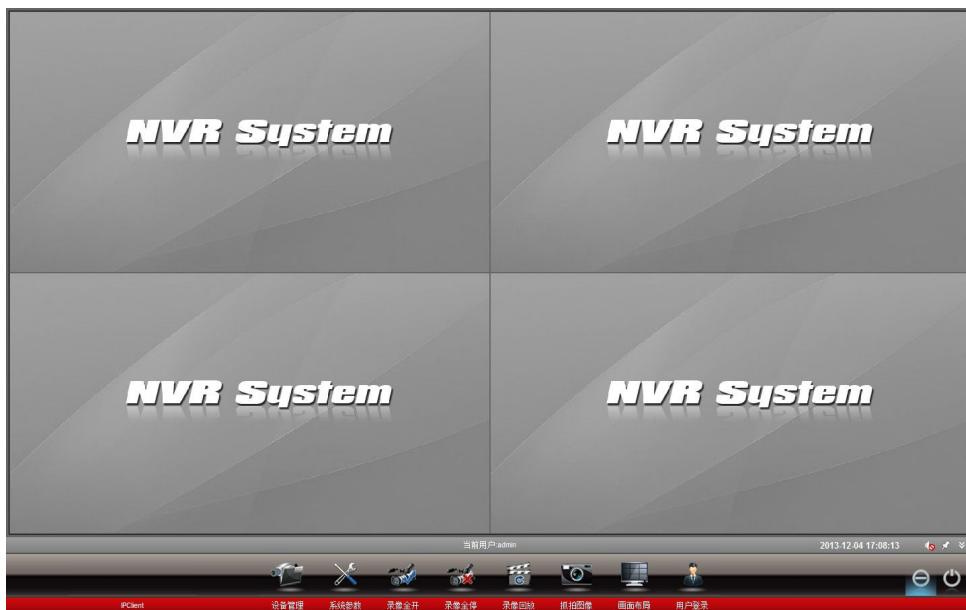 NVR System
NVR System
NVR System
NVR System
当前用户:admin
2013-12-04 17:08:13
IPClient
设备管理
系统参数
录像全开
录像全停
录像回放
抓拍图像
画面布局
用户登录